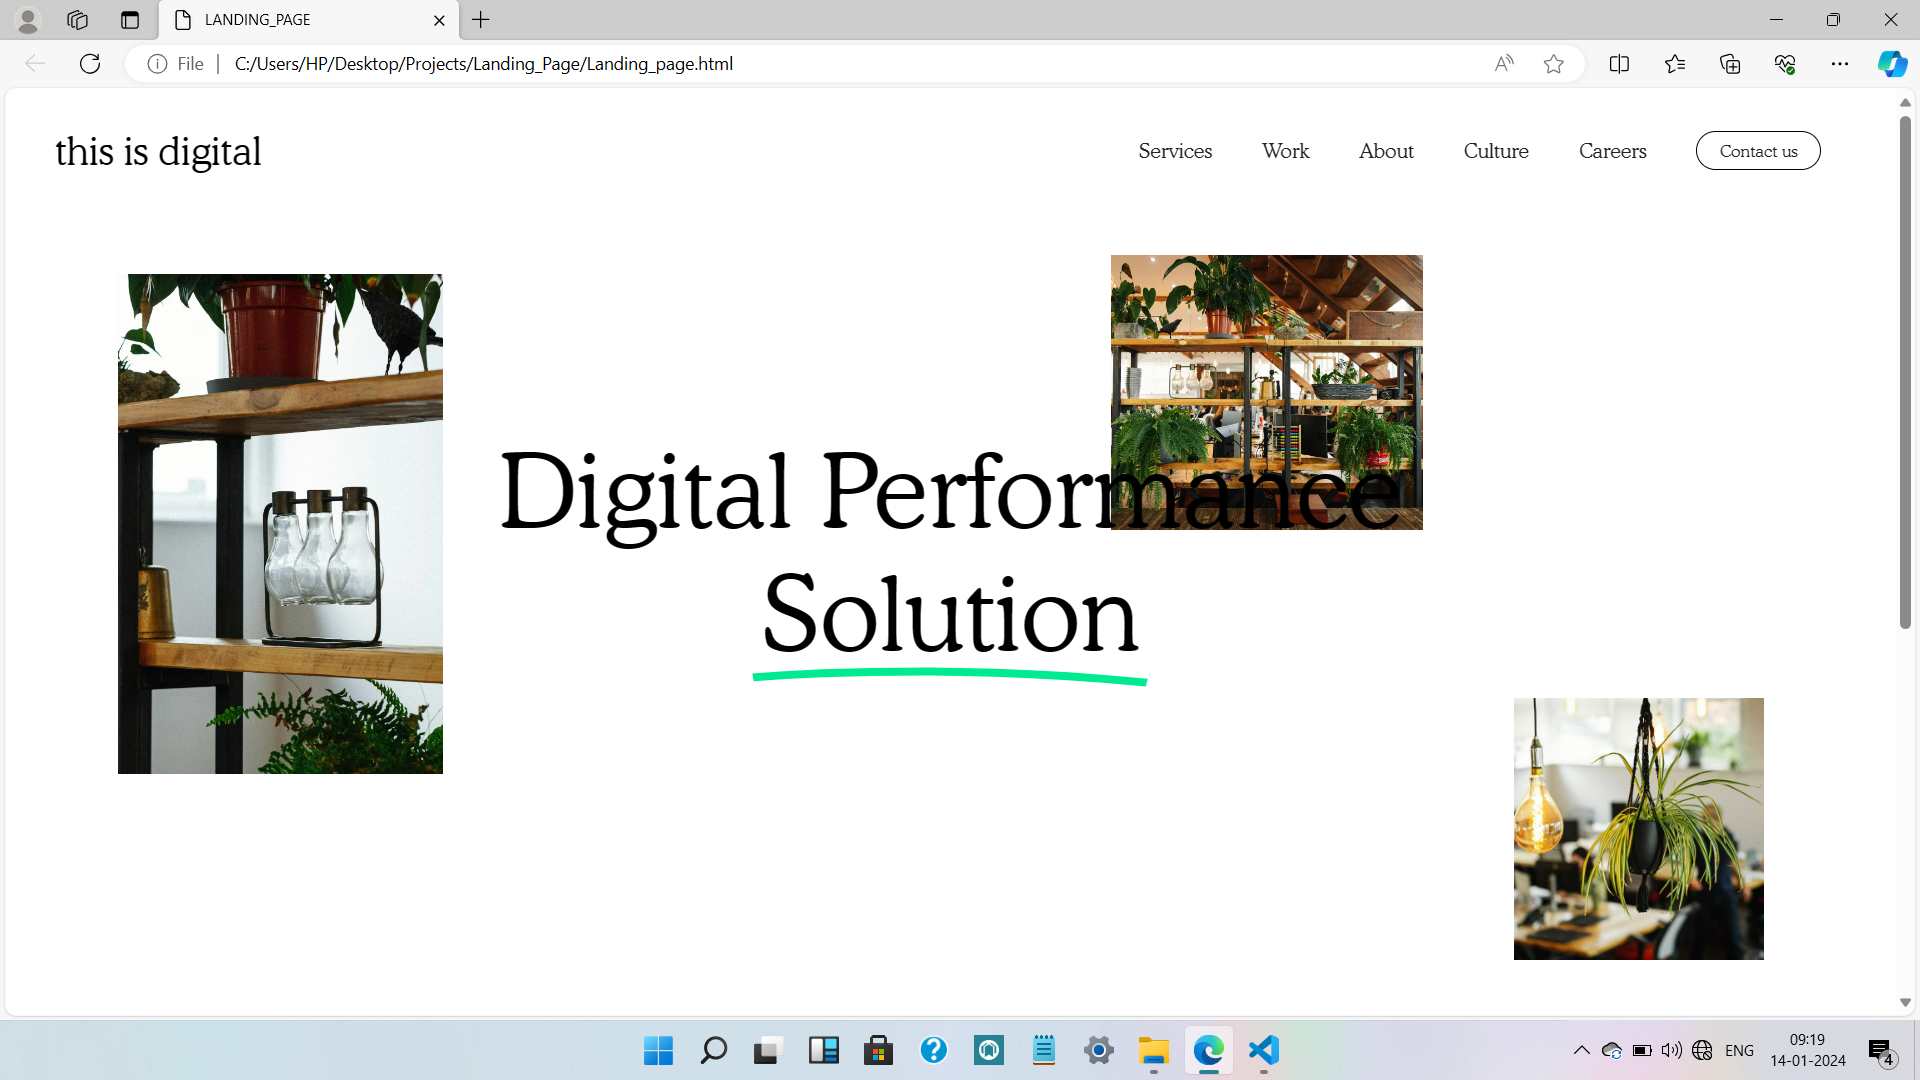 LANDING_PAGE
File
C:/Users/HP/Desktop/Projects/Landing_Page/Landing_page.html
this is digital
Services Work About Culture Careers Contact us
Digital Performance
Solution
ENG
09:19
14-01-2024
4